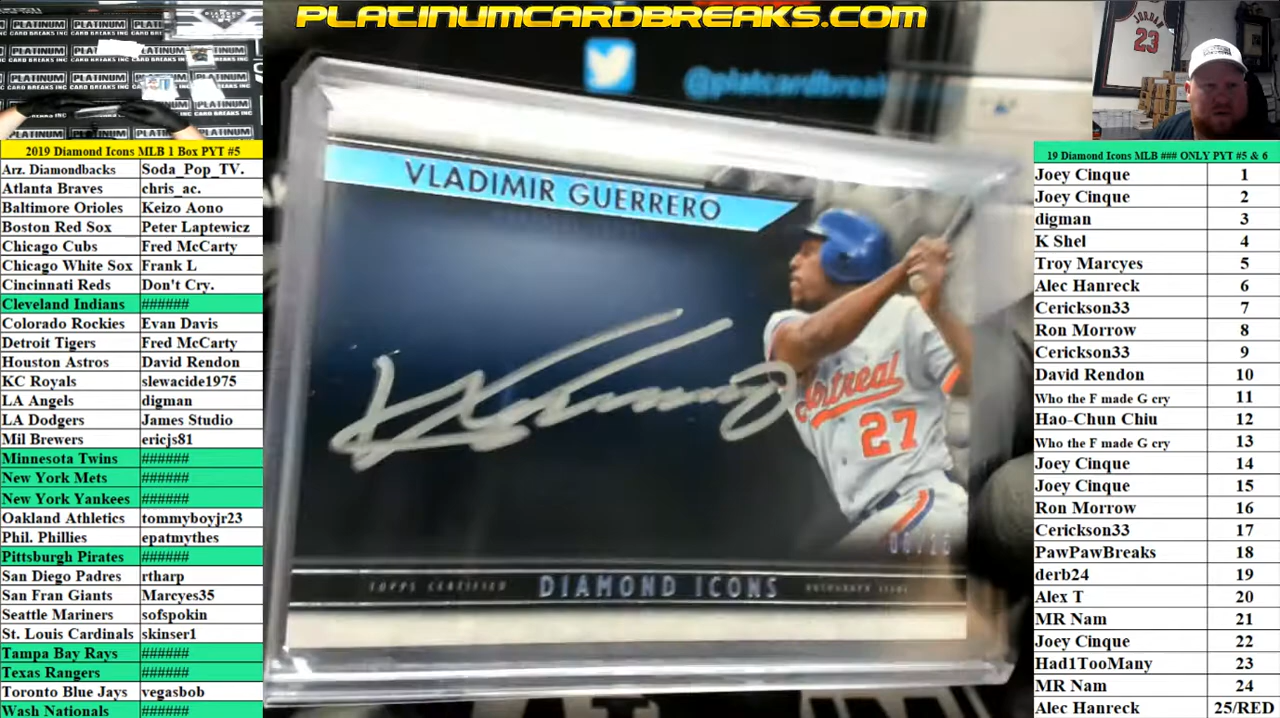 PLATINUMCARDBREAKS.COM
2019 Diamond Icons MLB 1 Box PYT #5
Arz. Diamondbacks Soda_Pop_TV.
Atlanta Braves chris_ac.
Baltimore Orioles Keizo Aono
Boston Red Sox Peter Laptewicz
Chicago Cubs Fred McCarty
Chicago White Sox Frank L
Cincinnati Reds Don't Cry.
Cleveland Indians ######
Colorado Rockies Evan Davis
Detroit Tigers Fred McCarty
Houston Astros David Rendon
KC Royals slewacide1975
LA Angels digman
LA Dodgers James Studio
Mil Brewers ericjs81
Minnesota Twins ######
New York Mets ######
New York Yankees ######
Oakland Athletics tommyboyjr23
Phil. Phillies epatmythes
Pittsburgh Pirates ######
San Diego Padres rtharp
San Fran Giants Marcyes35
Seattle Mariners sofspokin
St. Louis Cardinals skinser1
Tampa Bay Rays ######
Texas Rangers ######
Toronto Blue Jays vegasbob
Wash Nationals ######
VLADIMIR GUERRERO
Montreal
27
TOPPS CERTIFIED DIAMOND ICONS AUTOGRAPH ISSUE
JORDAN
23
19 Diamond Icons MLB ### ONLY PYT #5 & 6
Joey Cinque 1
Joey Cinque 2
digman 3
K Shel 4
Troy Marcyes 5
Alec Hanreck 6
Cerickson33 7
Ron Morrow 8
Cerickson33 9
David Rendon 10
Who the F made G cry 11
Hao-Chun Chiu 12
Who the F made G cry 13
Joey Cinque 14
Joey Cinque 15
Ron Morrow 16
Cerickson33 17
PawPawBreaks 18
derb24 19
Alex T 20
MR Nam 21
Joey Cinque 22
Had1TooMany 23
MR Nam 24
Alec Hanreck 25/RED